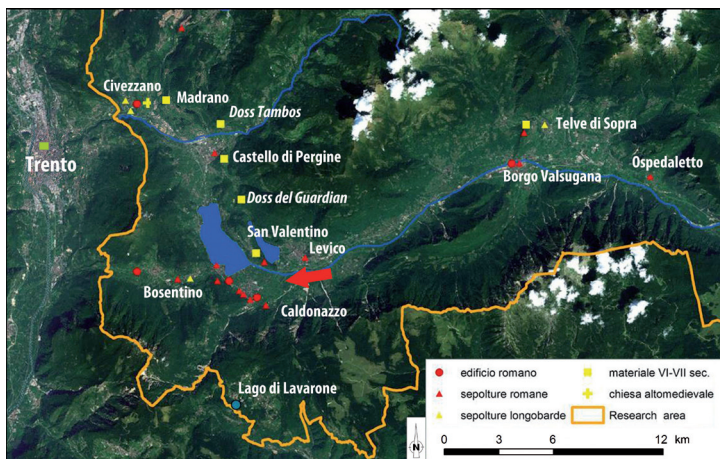 Civezzano
Madrano
Doss Tambos
Trento
Castello di Pergine
Telve di Sopra
Borgo Valsugana
Ospedaletto
Doss del Guardian
San Valentino
Levico
Bosentino
Caldonazzo
Lago di Lavarone
edificio romano
materiale VI-VII sec.
sepolture romane
chiesa altomedievale
sepolture longobarde
Research area
N
0 3 6 12 km